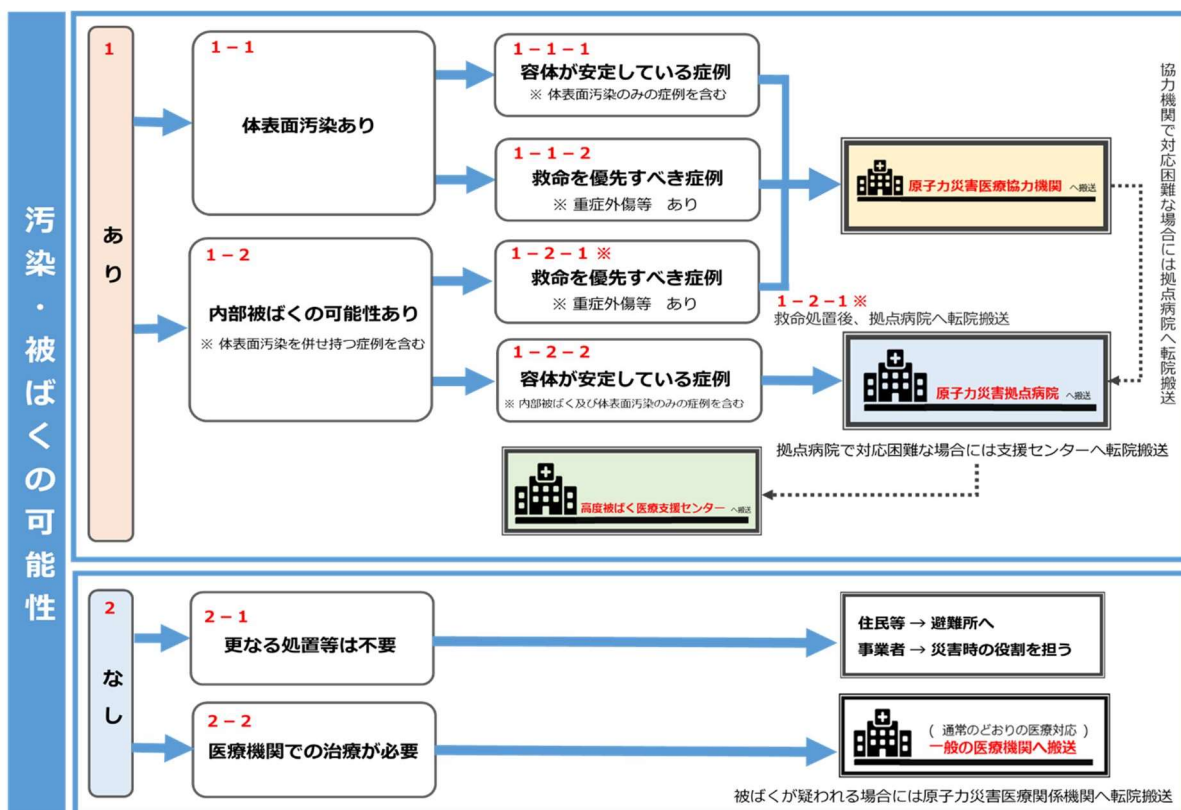 汚染・被ばくの可能性
1
あり
1－1
体表面汚染あり
1－1－1
容体が安定している症例
※ 体表面汚染のみの症例を含む
1－1－2
救命を優先すべき症例
※ 重症外傷等　あり
原子力災害医療協力機関 へ搬送
協力機関で対応困難な場合には拠点病院へ転院搬送
1－2
内部被ばくの可能性あり
※ 体表面汚染を併せ持つ症例を含む
1－2－1 ※
救命を優先すべき症例
※ 重症外傷等　あり
1－2－1 ※
救命処置後、拠点病院へ転院搬送
1－2－2
容体が安定している症例
※ 内部被ばく及び体表面汚染のみの症例を含む
原子力災害拠点病院 へ搬送
拠点病院で対応困難な場合には支援センターへ転院搬送
高度被ばく医療支援センター へ搬送
2
なし
2－1
更なる処置等は不要
住民等 → 避難所へ
事業者 → 災害時の役割を担う
2－2
医療機関での治療が必要
( 通常のどおりの医療対応 )
一般の医療機関へ搬送
被ばくが疑われる場合には原子力災害医療関係機関へ転院搬送